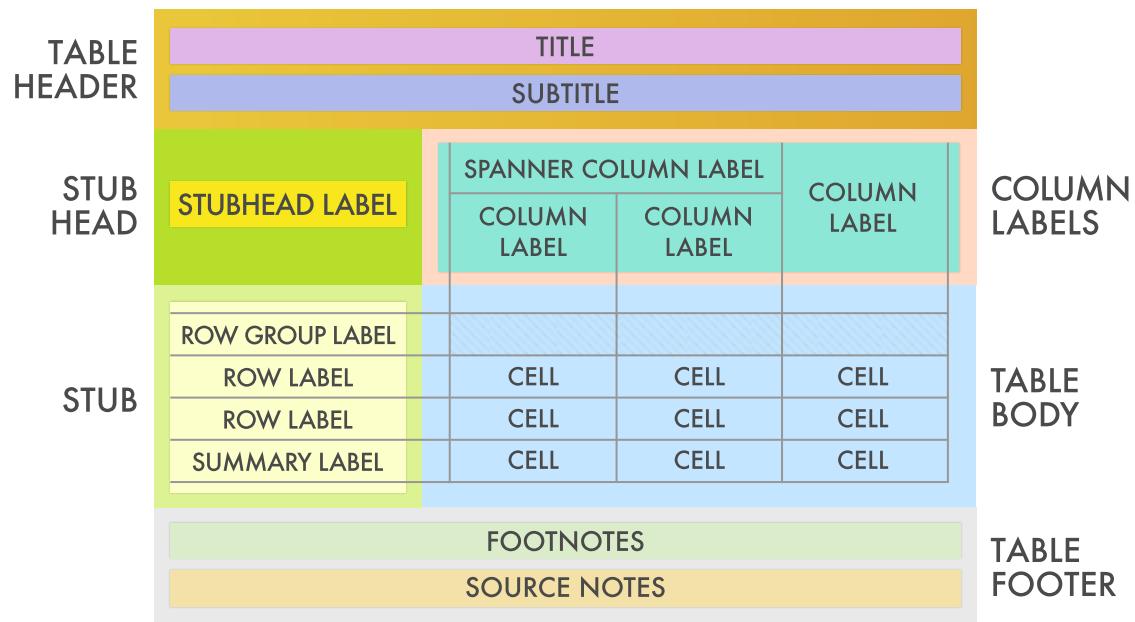 TABLE
HEADER
TITLE
SUBTITLE
STUB
HEAD
STUBHEAD LABEL
SPANNER COLUMN LABEL
COLUMN
LABEL
COLUMN
LABEL
COLUMN
LABEL
COLUMN
LABELS
STUB
ROW GROUP LABEL
ROW LABEL
CELL
CELL
CELL
ROW LABEL
CELL
CELL
CELL
SUMMARY LABEL
CELL
CELL
CELL
TABLE
BODY
FOOTNOTES
SOURCE NOTES
TABLE
FOOTER